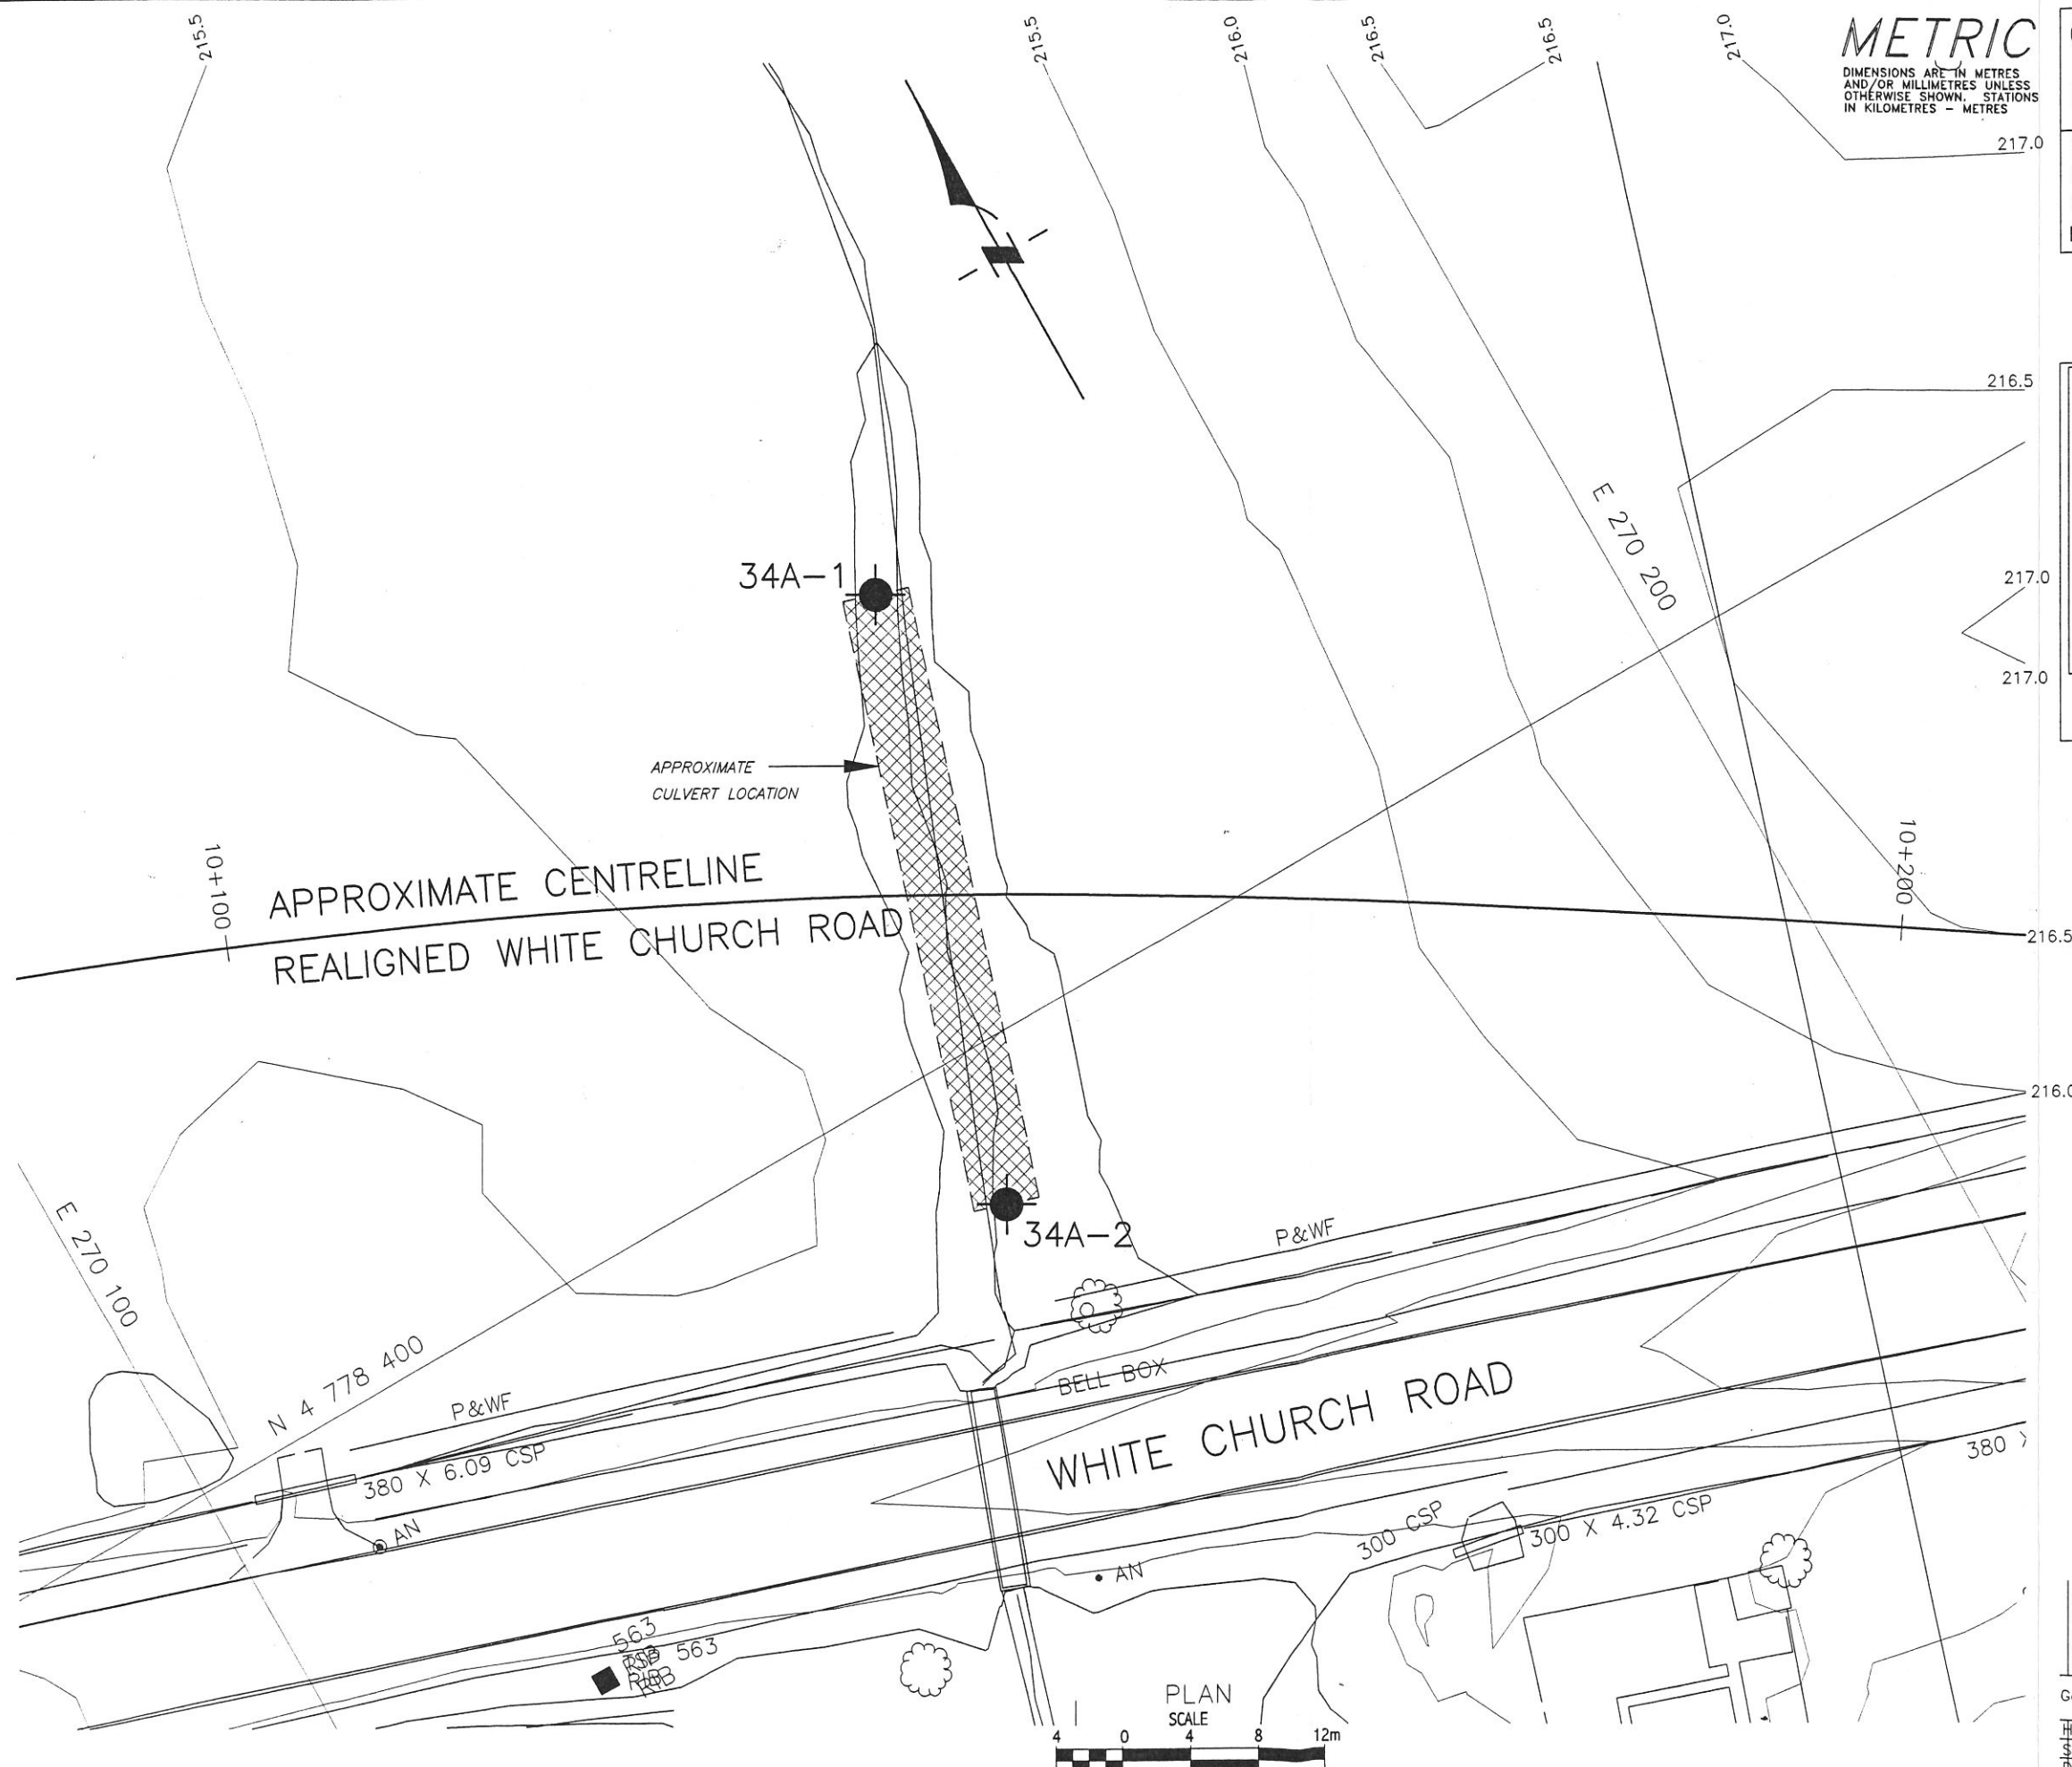 215.5
215.5
216.0
216.5
216.5
217.0
METRIC
DIMENSIONS ARE IN METRES
AND/OR MILLIMETRES UNLESS
OTHERWISE SHOWN. STATIONS
IN KILOMETRES - METRES
217.0
216.5
E 270 200
34A-1
217.0
217.0
APPROXIMATE
CULVERT LOCATION
10+100
10+200
APPROXIMATE CENTRELINE
REALIGNED WHITE CHURCH ROAD
216.5
216.0
E 270 100
34A-2
P&WF
N 4 778 400
P&WF
BELL BOX
WHITE CHURCH ROAD
380 X 6.09 CSP
380 X
AN
300 CSP
300 X 4.32 CSP
AN
563
563
PLAN
SCALE
4 0 4 8 12m